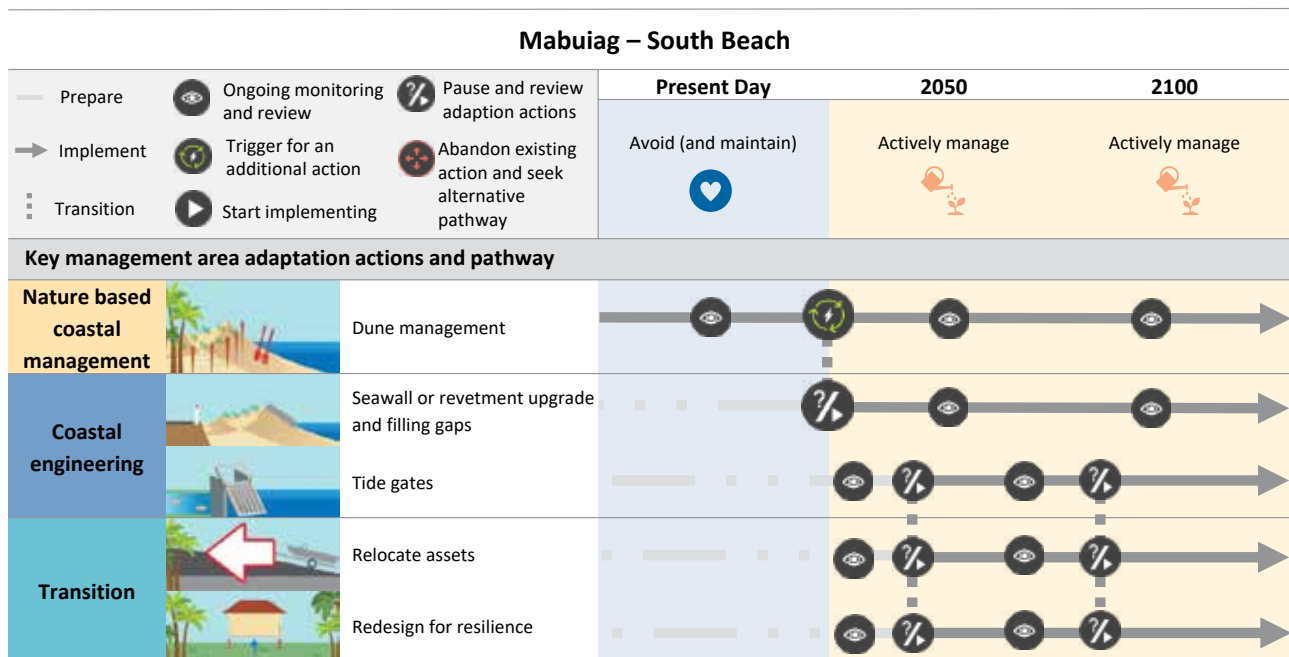 Mabuiag – South Beach
Prepare
Ongoing monitoring
and review
Pause and review
adaption actions
Implement
Trigger for an
additional action
Abandon existing
action and seek
alternative
pathway
Transition
Start implementing
Present Day
2050
2100
Avoid (and maintain)
Actively manage
Actively manage
Key management area adaptation actions and pathway
Nature based
coastal
management
Dune management
Coastal
engineering
Seawall or revetment upgrade
and filling gaps
Tide gates
Transition
Relocate assets
Redesign for resilience